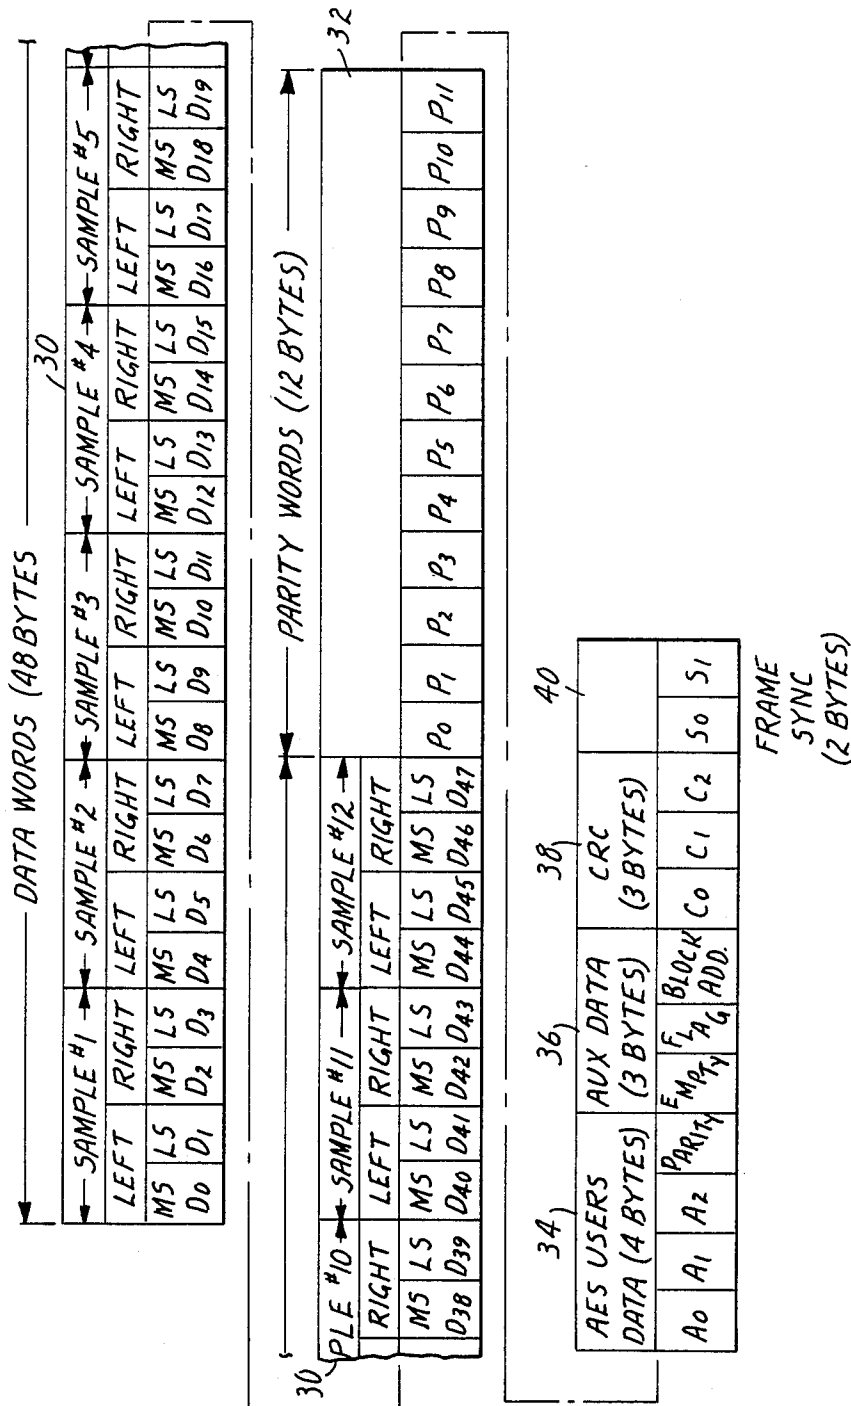 DATA WORDS (48 BYTES)
SAMPLE #1 SAMPLE #2 SAMPLE #3 SAMPLE #4 SAMPLE #5
30
LEFT RIGHT LEFT RIGHT LEFT RIGHT LEFT RIGHT LEFT RIGHT
MS LS MS LS MS LS MS LS MS LS MS LS MS LS MS LS MS LS MS LS
D0 D1 D2 D3 D4 D5 D6 D7 D8 D9 D10 D11 D12 D13 D14 D15 D16 D17 D18 D19
PARITY WORDS (12 BYTES)
30
PLE #10 SAMPLE #11 SAMPLE #12
32
RIGHT LEFT RIGHT LEFT RIGHT
MS LS MS LS MS LS MS LS MS LS
D38 D39 D40 D41 D42 D43 D44 D45 D46 D47 P0 P1 P2 P3 P4 P5 P6 P7 P8 P9 P10 P11
34 36 38 40
AES USERS AUX DATA CRC
DATA (4 BYTES) (3 BYTES) (3 BYTES)
A0 A1 A2 PARITY EMPTY FLAG BLOCK ADD. C0 C1 C2 S0 S1
FRAME
SYNC
(2 BYTES)